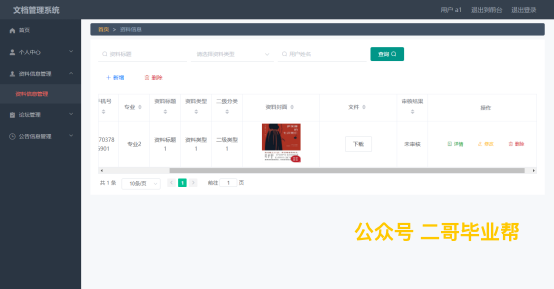 文档管理系统
用户 a1 退出到前台 退出登录
首页
个人中心
资料信息管理
资料信息管理
论坛管理
公告信息管理
首页 > 资料信息
资料标题 请选择资料类型 用户姓名 查询
+ 新增 删除
手机号 专业 资料标题 资料类型 二级分类 资料封面 文件 审核结果 操作
70378
5901
专业2
资料标题
1
资料类型
1
二级类型
1
下载
未审核
详情 修改 删除
共 1 条 10条/页 < 1 > 前往 1 页
公众号 二哥毕业帮